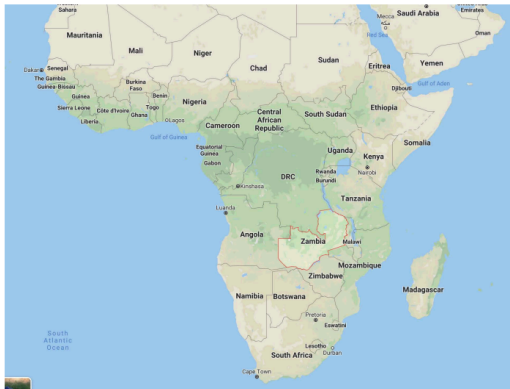 Sahara
Emirates
Mecca
مكة
Saudi Arabia
Red Sea
Oman
Mauritania
Mali
Niger
Chad
Sudan
Eritrea
Yemen
Dakar
Senegal
The Gambia
Guinea-Bissau
Burkina
Faso
Djibouti
Gulf of Aden
Guinea
Benin
Nigeria
Sierra Leone
Côte d'Ivoire
Togo
Ghana
Liberia
Lagos
Ethiopia
South Sudan
Central
African
Republic
Cameroon
Gulf of Guinea
Somalia
Equatorial
Guinea
Gabon
Uganda
Kenya
Nairobi
DRC
Rwanda
Burundi
Kinshasa
Tanzania
Luanda
Angola
Zambia
Malawi
Mozambique
Zimbabwe
Madagascar
Namibia
Botswana
Pretoria
Eswatini
South
Atlantic
Ocean
Lesotho
Durban
South Africa
Cape Town